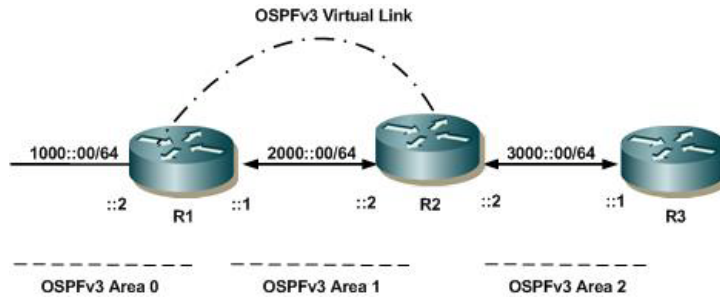 OSPFv3 Virtual Link
1000::00/64
2000::00/64
3000::00/64
::2
R1
::1
::2
R2
::2
::1
R3
OSPFv3 Area 0
OSPFv3 Area 1
OSPFv3 Area 2